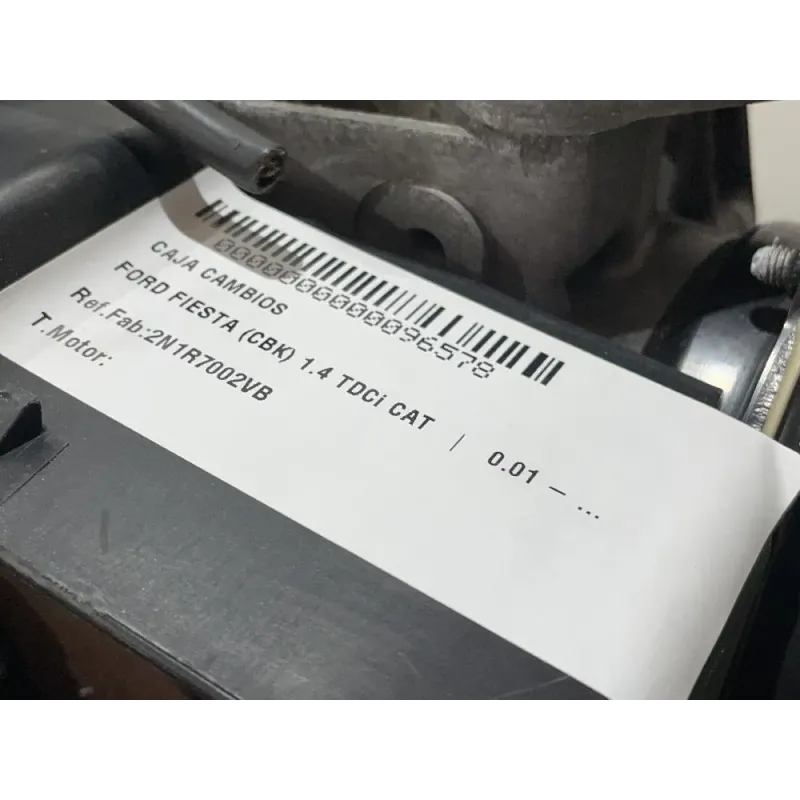 0000000000096578
CAJA CAMBIOS
FORD FIESTA (CBK) 1.4 TDCi CAT | 0.01 – ...
Ref.Fab:2N1R7002VB
T.Motor: